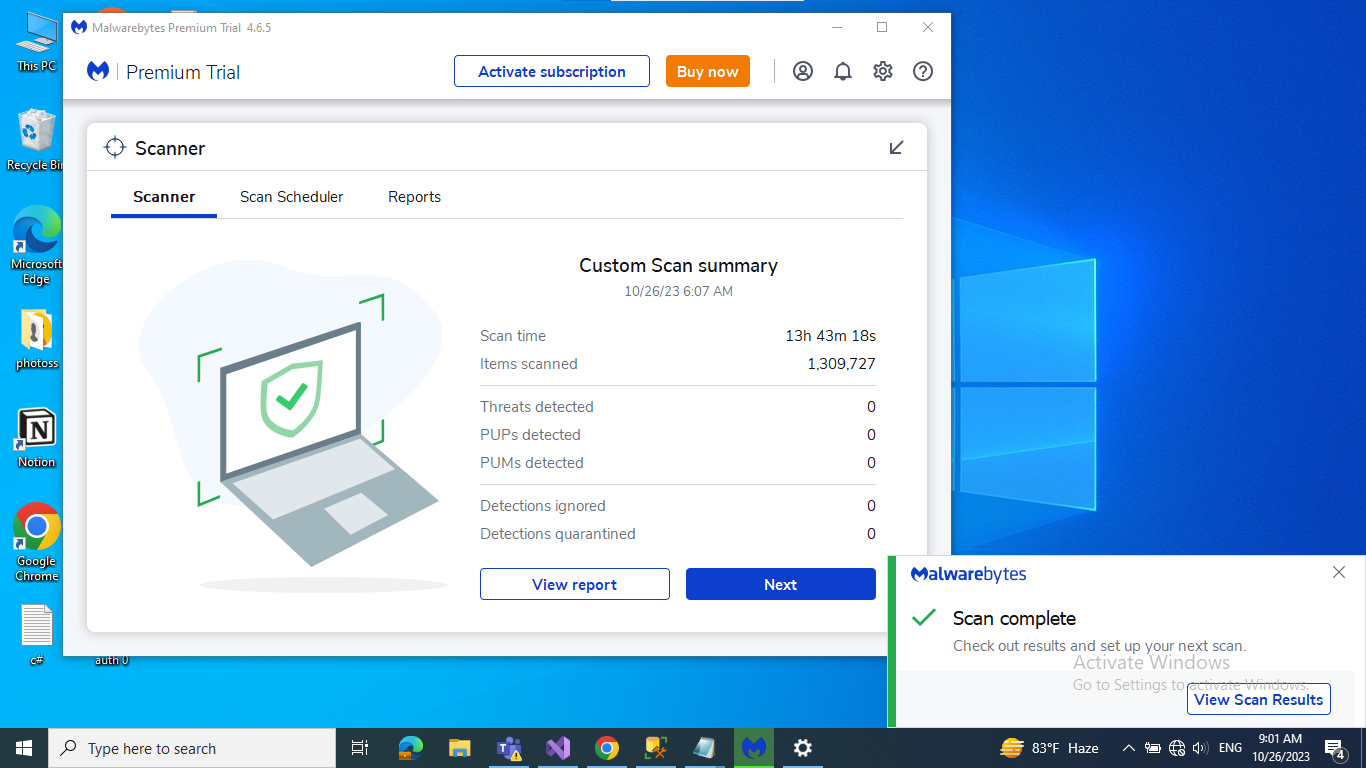 Malwarebytes Premium Trial 4.6.5
Premium Trial
Activate subscription
Buy now
Scanner
Scanner
Scan Scheduler
Reports
Custom Scan summary
10/26/23 6:07 AM
Scan time 13h 43m 18s
Items scanned 1,309,727
Threats detected 0
PUPs detected 0
PUMs detected 0
Detections ignored 0
Detections quarantined 0
View report
Next
This PC
Recycle Bin
Microsoft
Edge
photoss
Notion
Google
Chrome
c#
auth 0
Malwarebytes
Scan complete
Check out results and set up your next scan.
View Scan Results
Activate Windows
Go to Settings to activate Windows.
Type here to search
83°F Haze
ENG
9:01 AM
10/26/2023
4